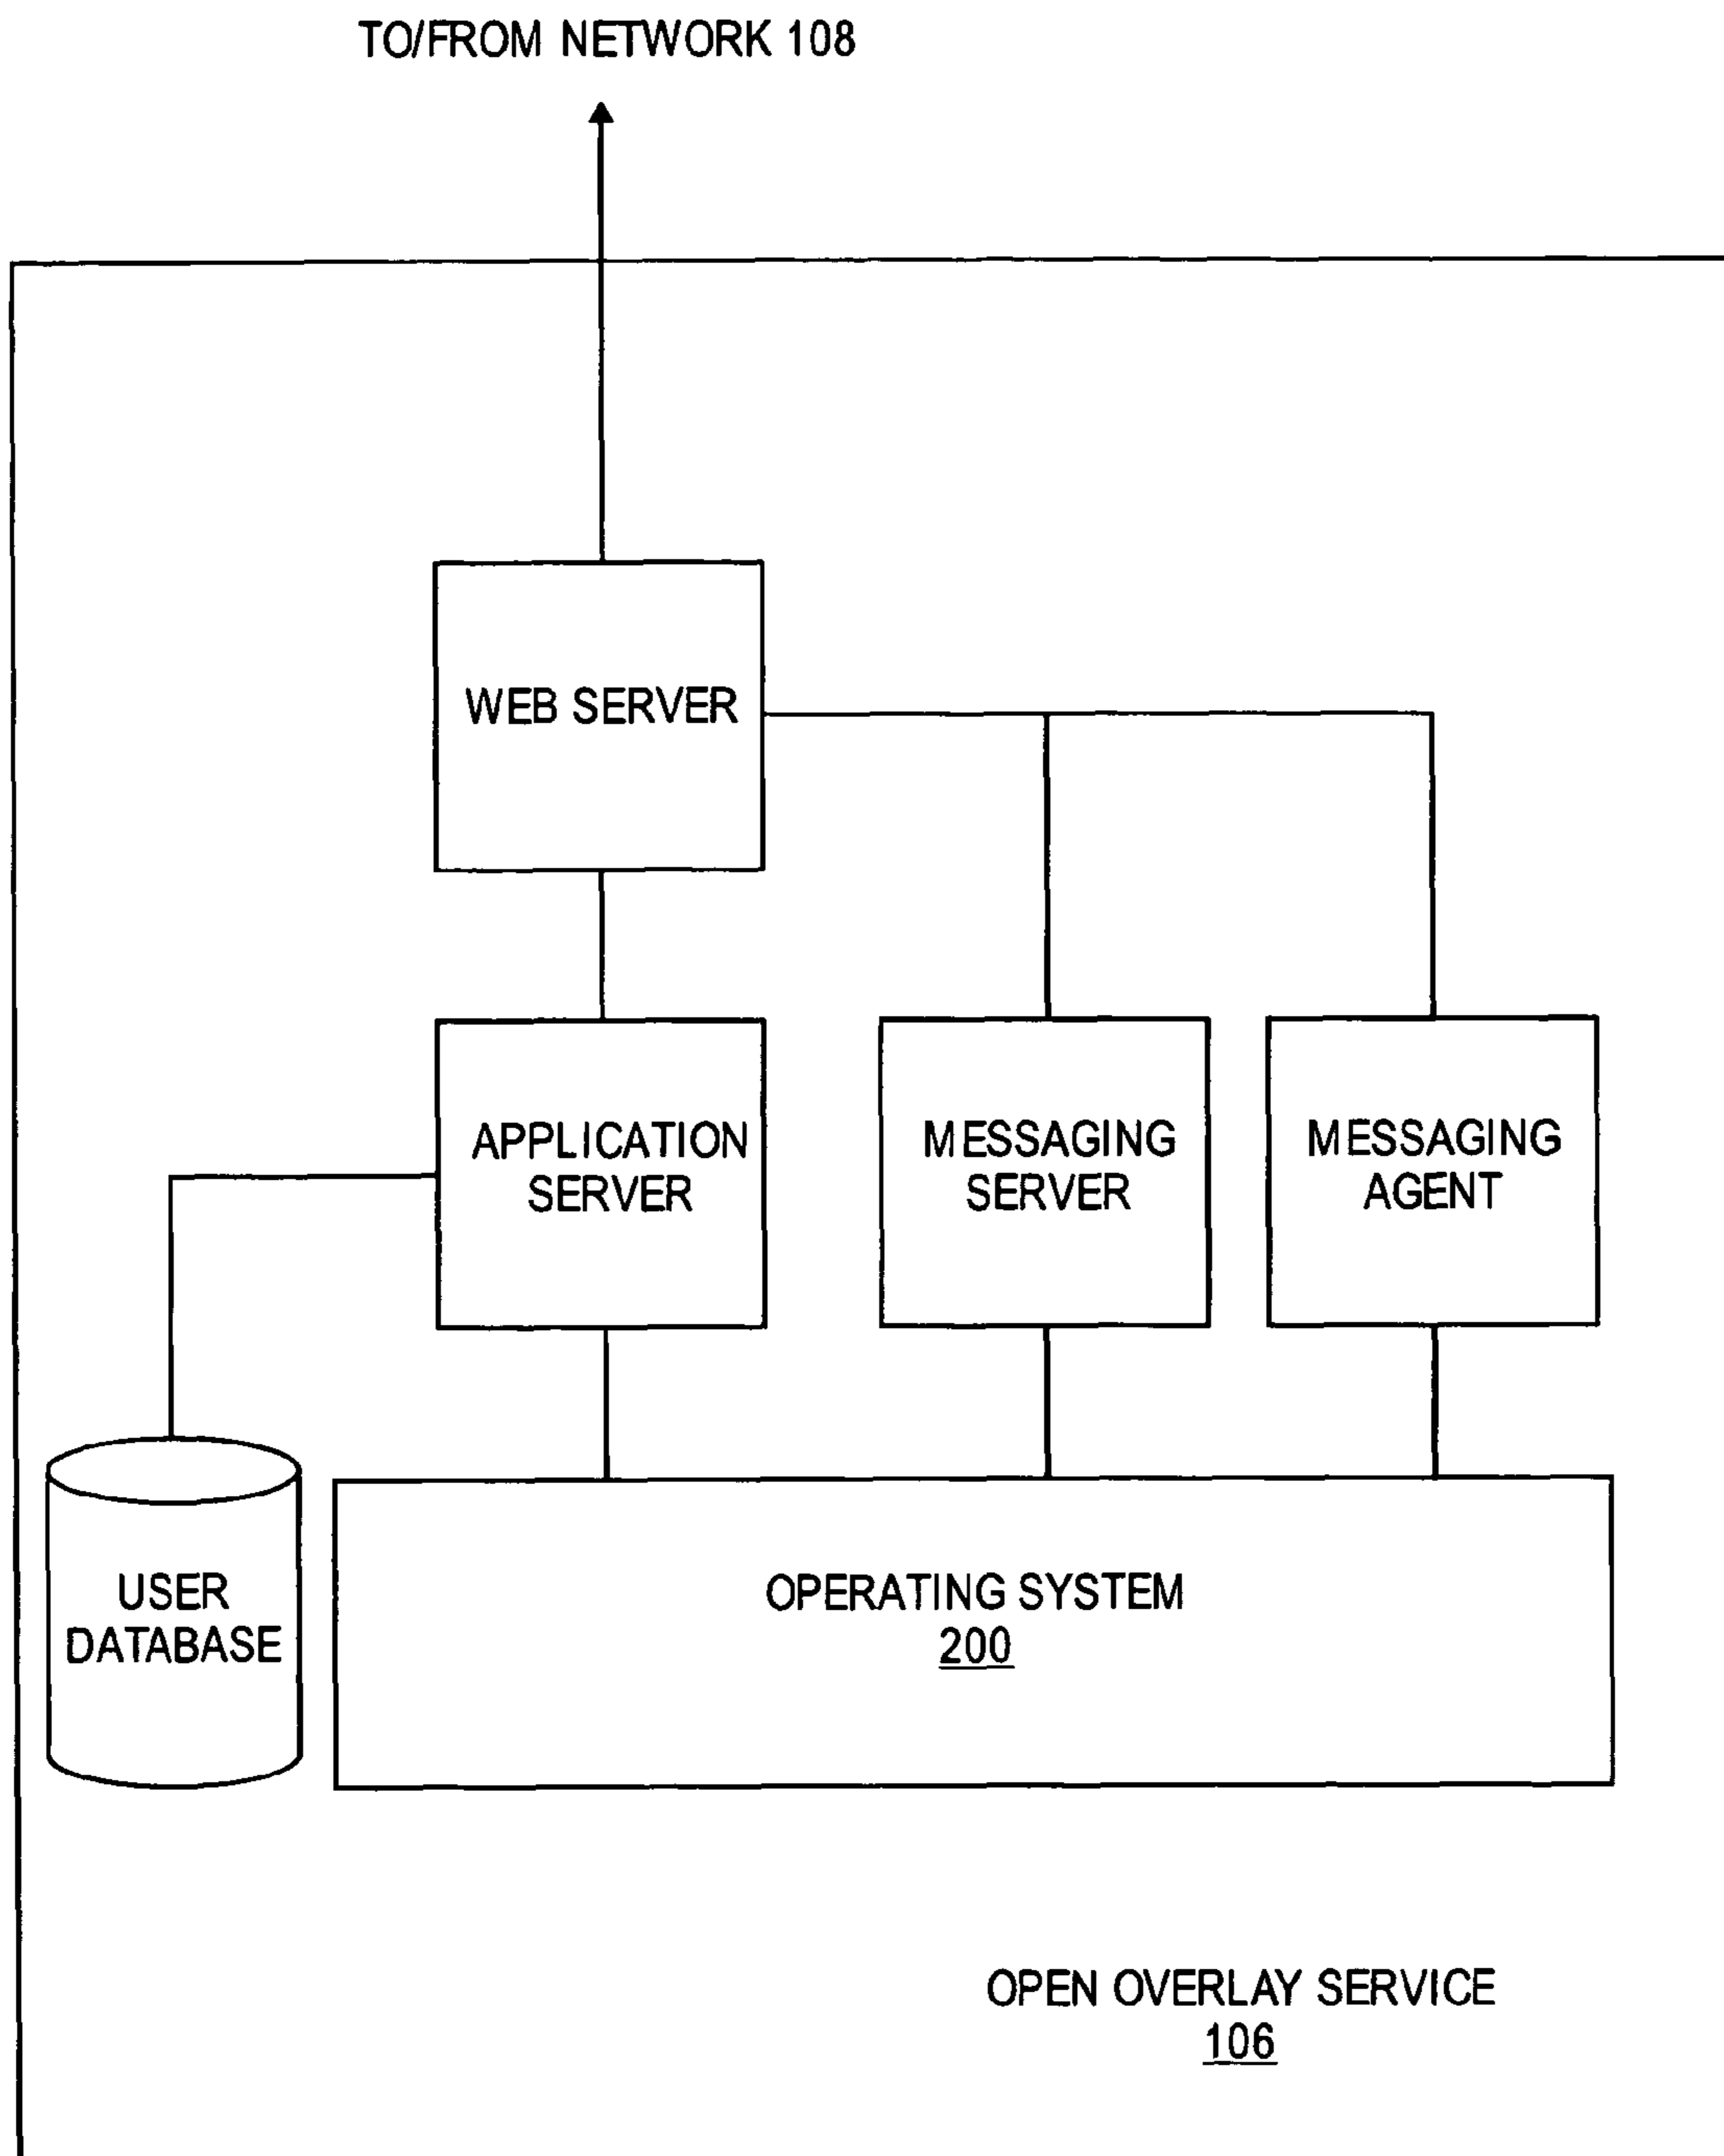 TO/FROM NETWORK 108
WEB SERVER
APPLICATION
SERVER
MESSAGING
SERVER
MESSAGING
AGENT
USER
DATABASE
OPERATING SYSTEM
200
OPEN OVERLAY SERVICE
106